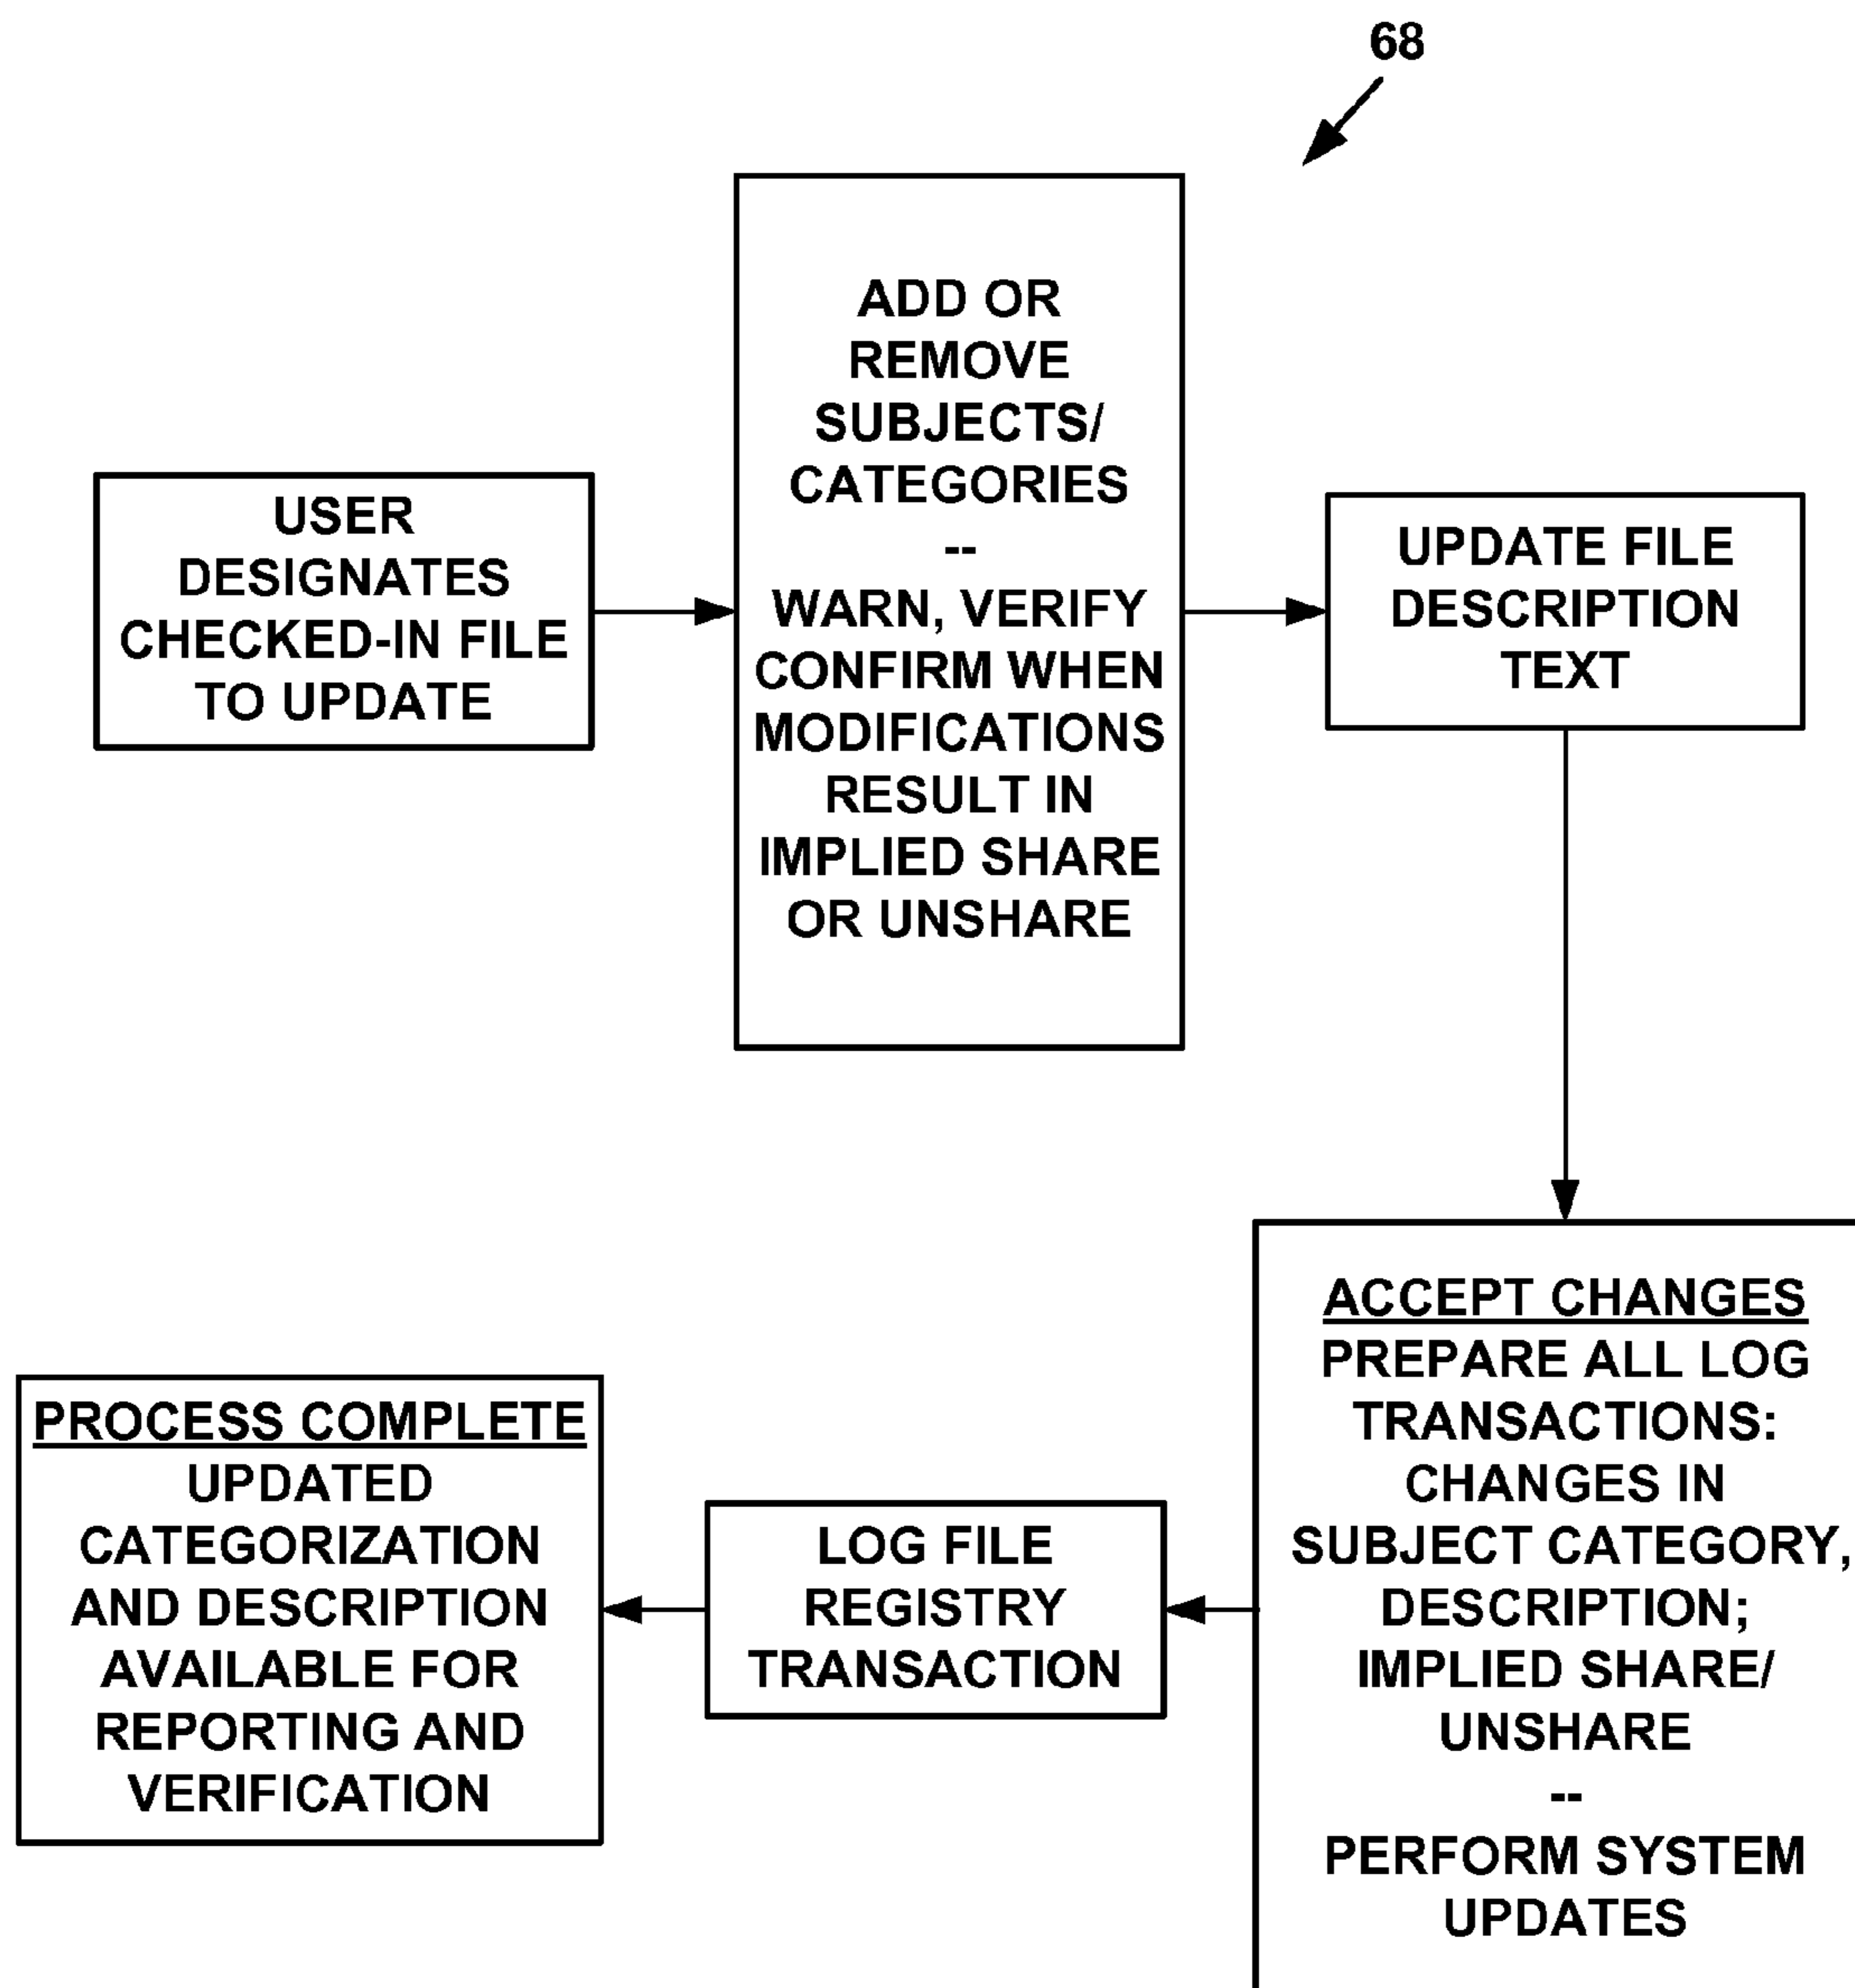 68
USER
DESIGNATES
CHECKED-IN FILE
TO UPDATE
ADD OR
REMOVE
SUBJECTS/
CATEGORIES
--
WARN, VERIFY
CONFIRM WHEN
MODIFICATIONS
RESULT IN
IMPLIED SHARE
OR UNSHARE
UPDATE FILE
DESCRIPTION
TEXT
ACCEPT CHANGES
PREPARE ALL LOG
TRANSACTIONS:
CHANGES IN
SUBJECT CATEGORY,
DESCRIPTION;
IMPLIED SHARE/
UNSHARE
--
PERFORM SYSTEM
UPDATES
LOG FILE
REGISTRY
TRANSACTION
PROCESS COMPLETE
UPDATED
CATEGORIZATION
AND DESCRIPTION
AVAILABLE FOR
REPORTING AND
VERIFICATION